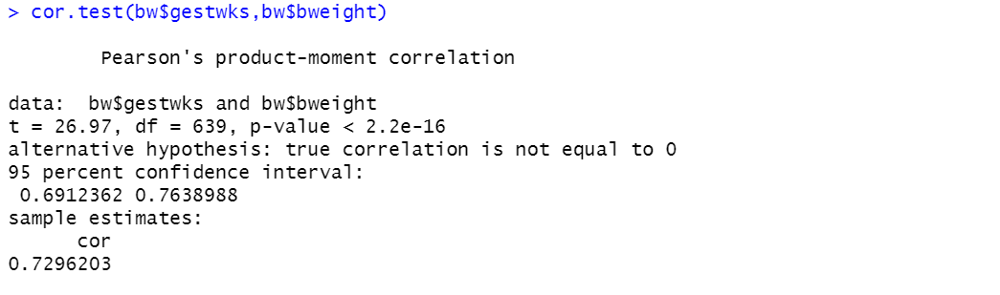 > cor.test(bw$gestwks,bw$bweight)
Pearson's product-moment correlation
data:  bw$gestwks and bw$bweight
t = 26.97, df = 639, p-value < 2.2e-16
alternative hypothesis: true correlation is not equal to 0
95 percent confidence interval:
0.6912362 0.7638988
sample estimates:
cor
0.7296203